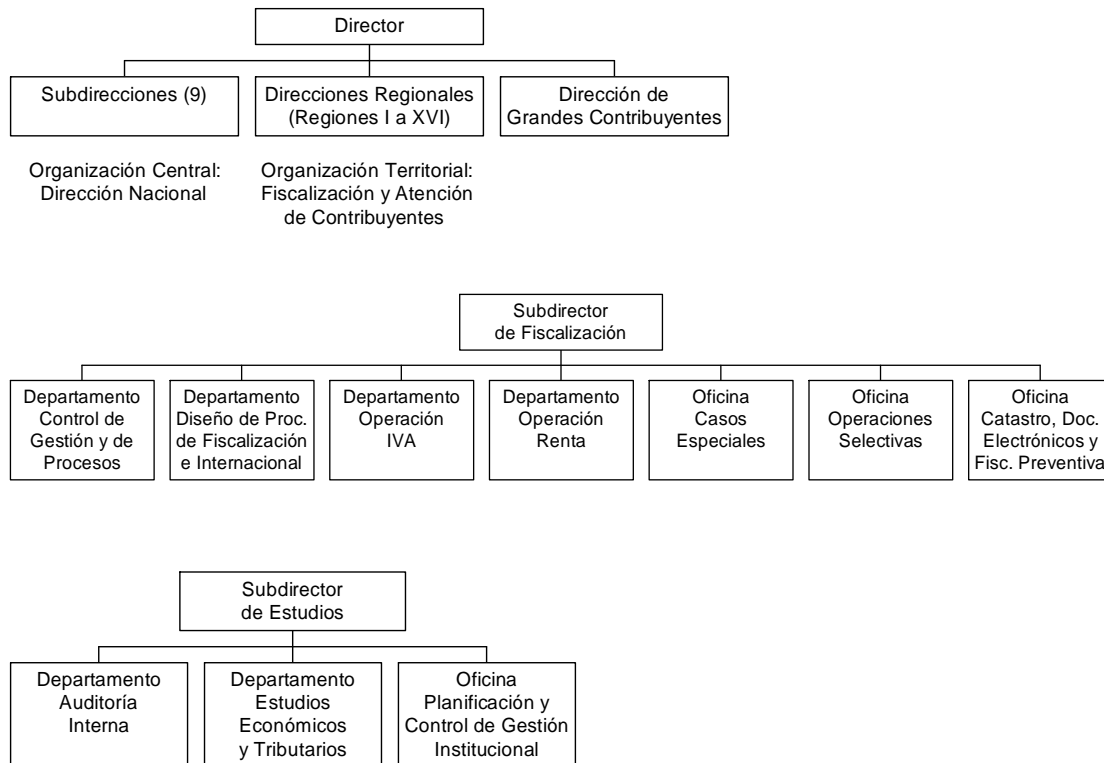 Director
Subdirecciones (9)
Direcciones Regionales
(Regiones I a XVI)
Dirección de
Grandes Contribuyentes
Organización Central:
Dirección Nacional
Organización Territorial:
Fiscalización y Atención
de Contribuyentes
Subdirector
de Fiscalización
Departamento
Control de
Gestión y de
Procesos
Departamento
Diseño de Proc.
de Fiscalización
e Internacional
Departamento
Operación
IVA
Departamento
Operación
Renta
Oficina
Casos
Especiales
Oficina
Operaciones
Selectivas
Oficina
Catastro, Doc.
Electrónicos y
Fisc. Preventiva
Subdirector
de Estudios
Departamento
Auditoría
Interna
Departamento
Estudios
Económicos
y Tributarios
Oficina
Planificación y
Control de Gestión
Institucional